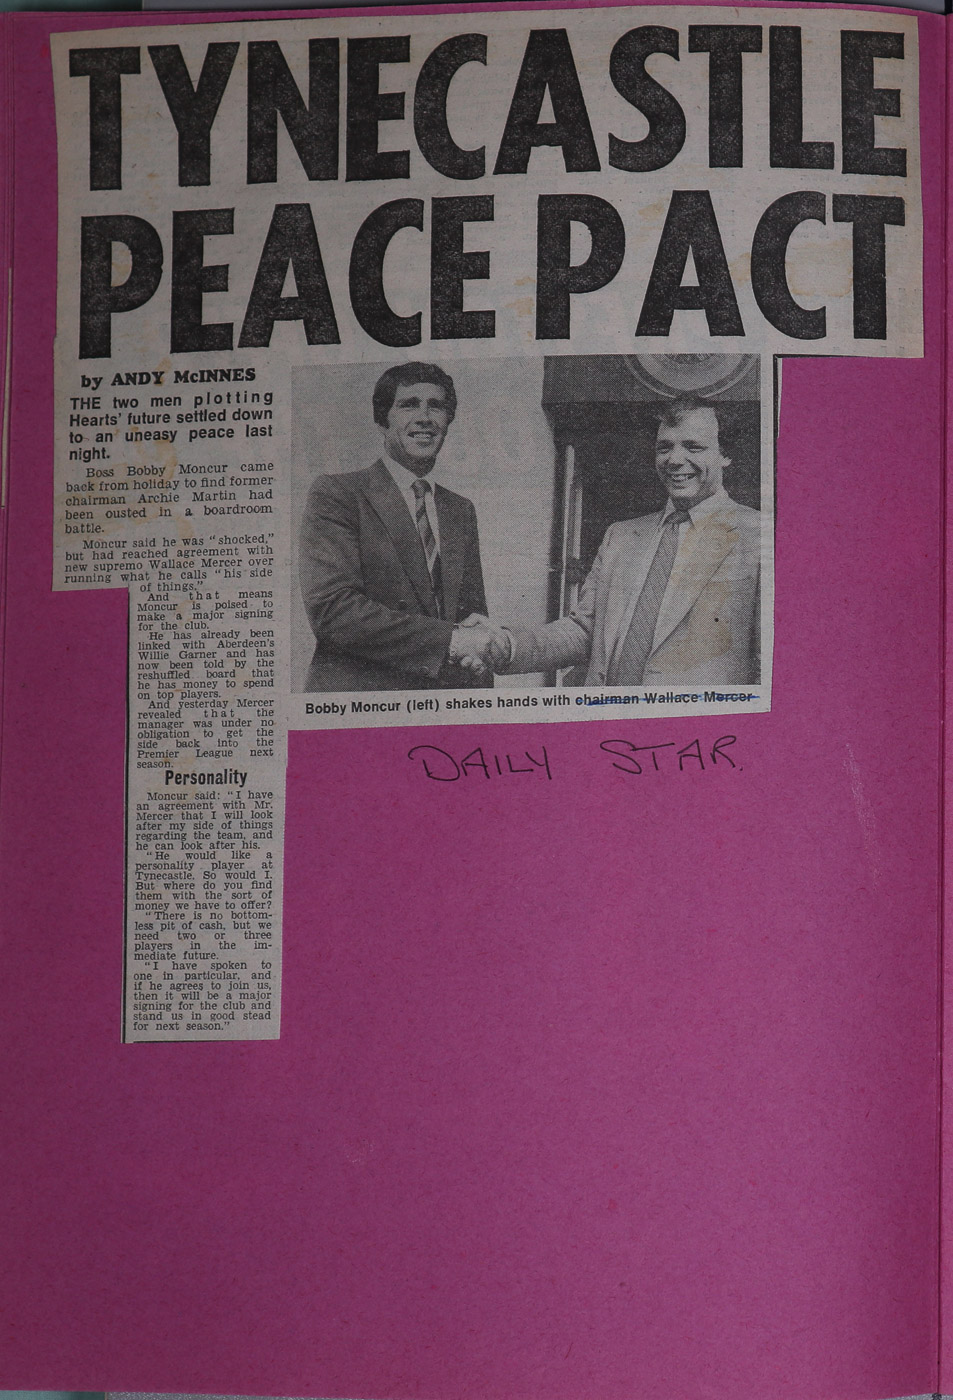 TYNECASTLE
PEACE PACT
by ANDY McINNES
THE two men plotting
Hearts' future settled down
to an uneasy peace last
night.
Boss Bobby Moncur came
back from holiday to find former
chairman Archie Martin had
been ousted in a boardroom
battle.
Moncur said he was "shocked,"
but had reached agreement with
new supremo Wallace Mercer over
running what he calls "his side
of things."
And that means
Moncur is poised to
make a major signing
for the club.
He has already been
linked with Aberdeen's
Willie Garner and has
now been told by the
reshuffled board that
he has money to spend
on top players.
And yesterday Mercer
revealed that the
manager was under no
obligation to get the
side back into the
Premier League next
season.
Personality
Moncur said: "I have
an agreement with Mr.
Mercer that I will look
after my side of things
regarding the team, and
he can look after his.
"He would like a
personality player at
Tynecastle. So would I.
But where do you find
them with the sort of
money we have to offer?
"There is no bottom-
less pit of cash, but we
need two or three
players in the im-
mediate future.
"I have spoken to
one in particular, and
if he agrees to join us,
then it will be a major
signing for the club and
stand us in good stead
for next season."
Bobby Moncur (left) shakes hands with chairman Wallace Mercer
DAILY STAR.